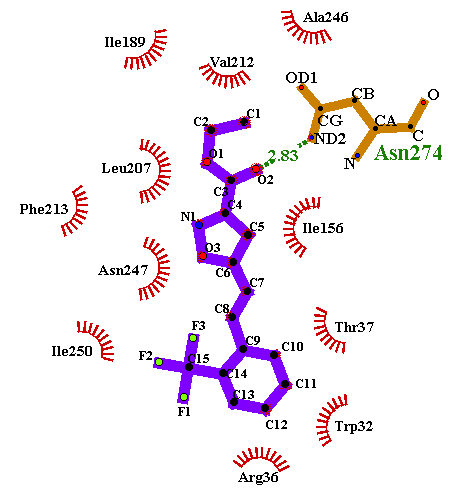 Ala246
Ile189
Val212
OD1
CB
O
C2
C1
CG
CA
C
ND2
2.83
N
Asn274
Leu207
O1
O2
C3
C4
Phe213
N1
C5
Ile156
O3
C6
Asn247
C7
C8
F3
Thr37
Ile250
F2
C9
C10
C15
C14
C11
F1
C13
C12
Trp32
Arg36